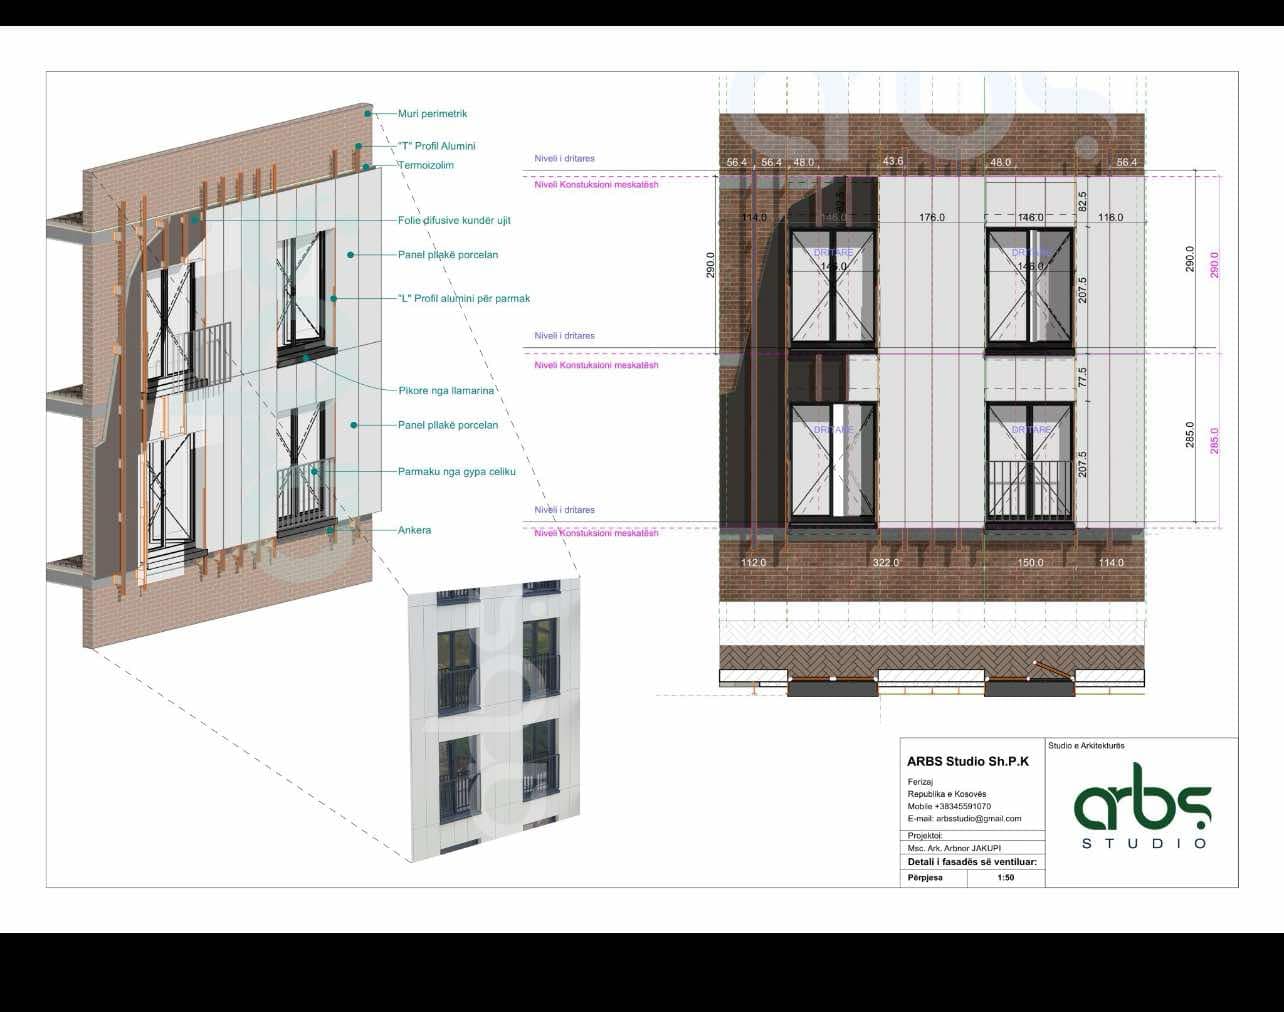 Muri perimetrik
"T" Profil Alumini
Termoizolim
Folie difusive kundër ujit
Panel pllakë porcelan
"L" Profil alumini për parmak
Pikore nga llamarina
Panel pllakë porcelan
Parmaku nga gypa celiku
Ankera
arbs
Niveli i dritares
Niveli Konstuksioni meskatësh
56.4 56.4 48.0 43.6 48.0 56.4
114.0 146.0 176.0 146.0 116.0
82.5
82.5
DRITARE DRITARE
146.0 146.0
290.0
207.5
290.0
290.0
Niveli i dritares
Niveli Konstuksioni meskatësh
77.5
DRITARE DRITARE
207.5
285.0
285.0
Niveli i dritares
Niveli Konstuksioni meskatësh
112.0 322.0 150.0 114.0
ARBS Studio Sh.P.K
Ferizaj
Republika e Kosovës
Mobile +38345591070
E-mail: arbsstudio@gmail.com
Projektoi:
Msc. Ark. Arbnor JAKUPI
Detali i fasadës së ventiluar:
Përpjesa 1:50
Studio e Arkitekturës
arbs
STUDIO